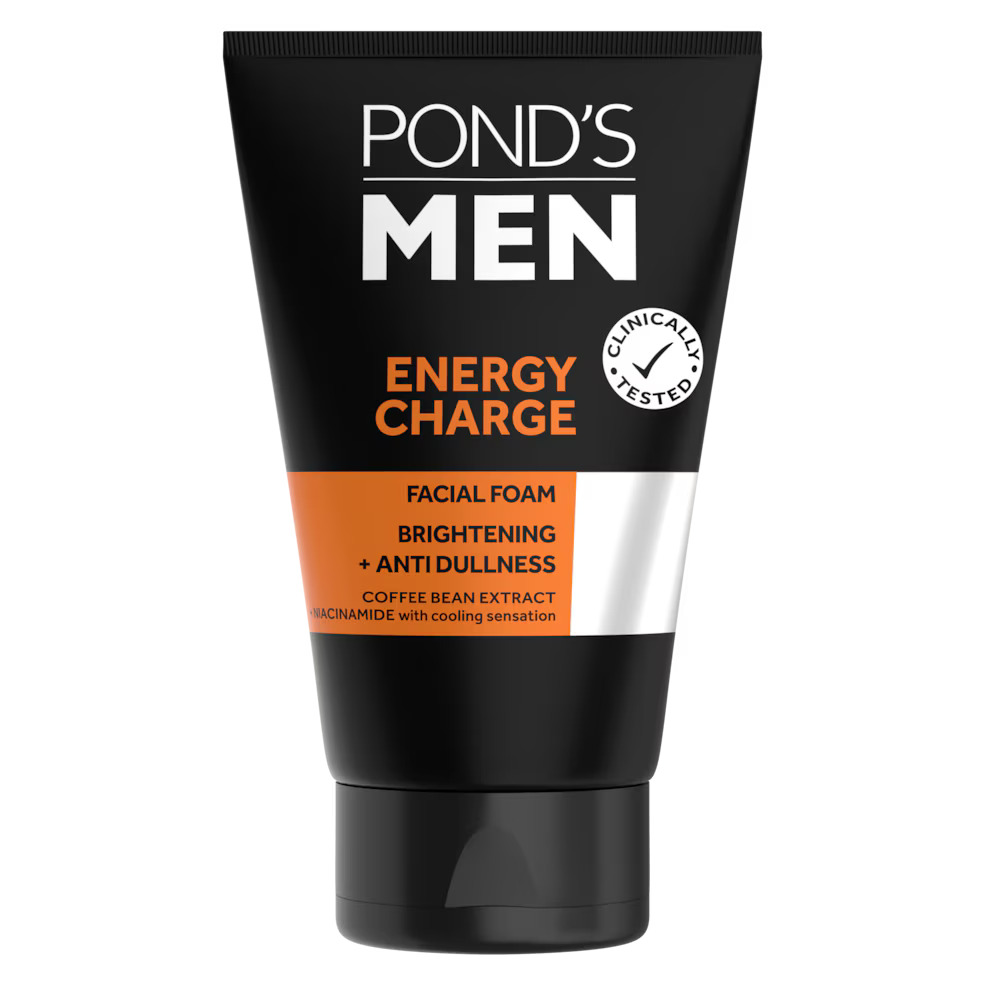 POND'S
MEN
CLINICALLY
• TESTED •
ENERGY
CHARGE
FACIAL FOAM
BRIGHTENING
+ ANTI DULLNESS
COFFEE BEAN EXTRACT
+ NIACINAMIDE with cooling sensation